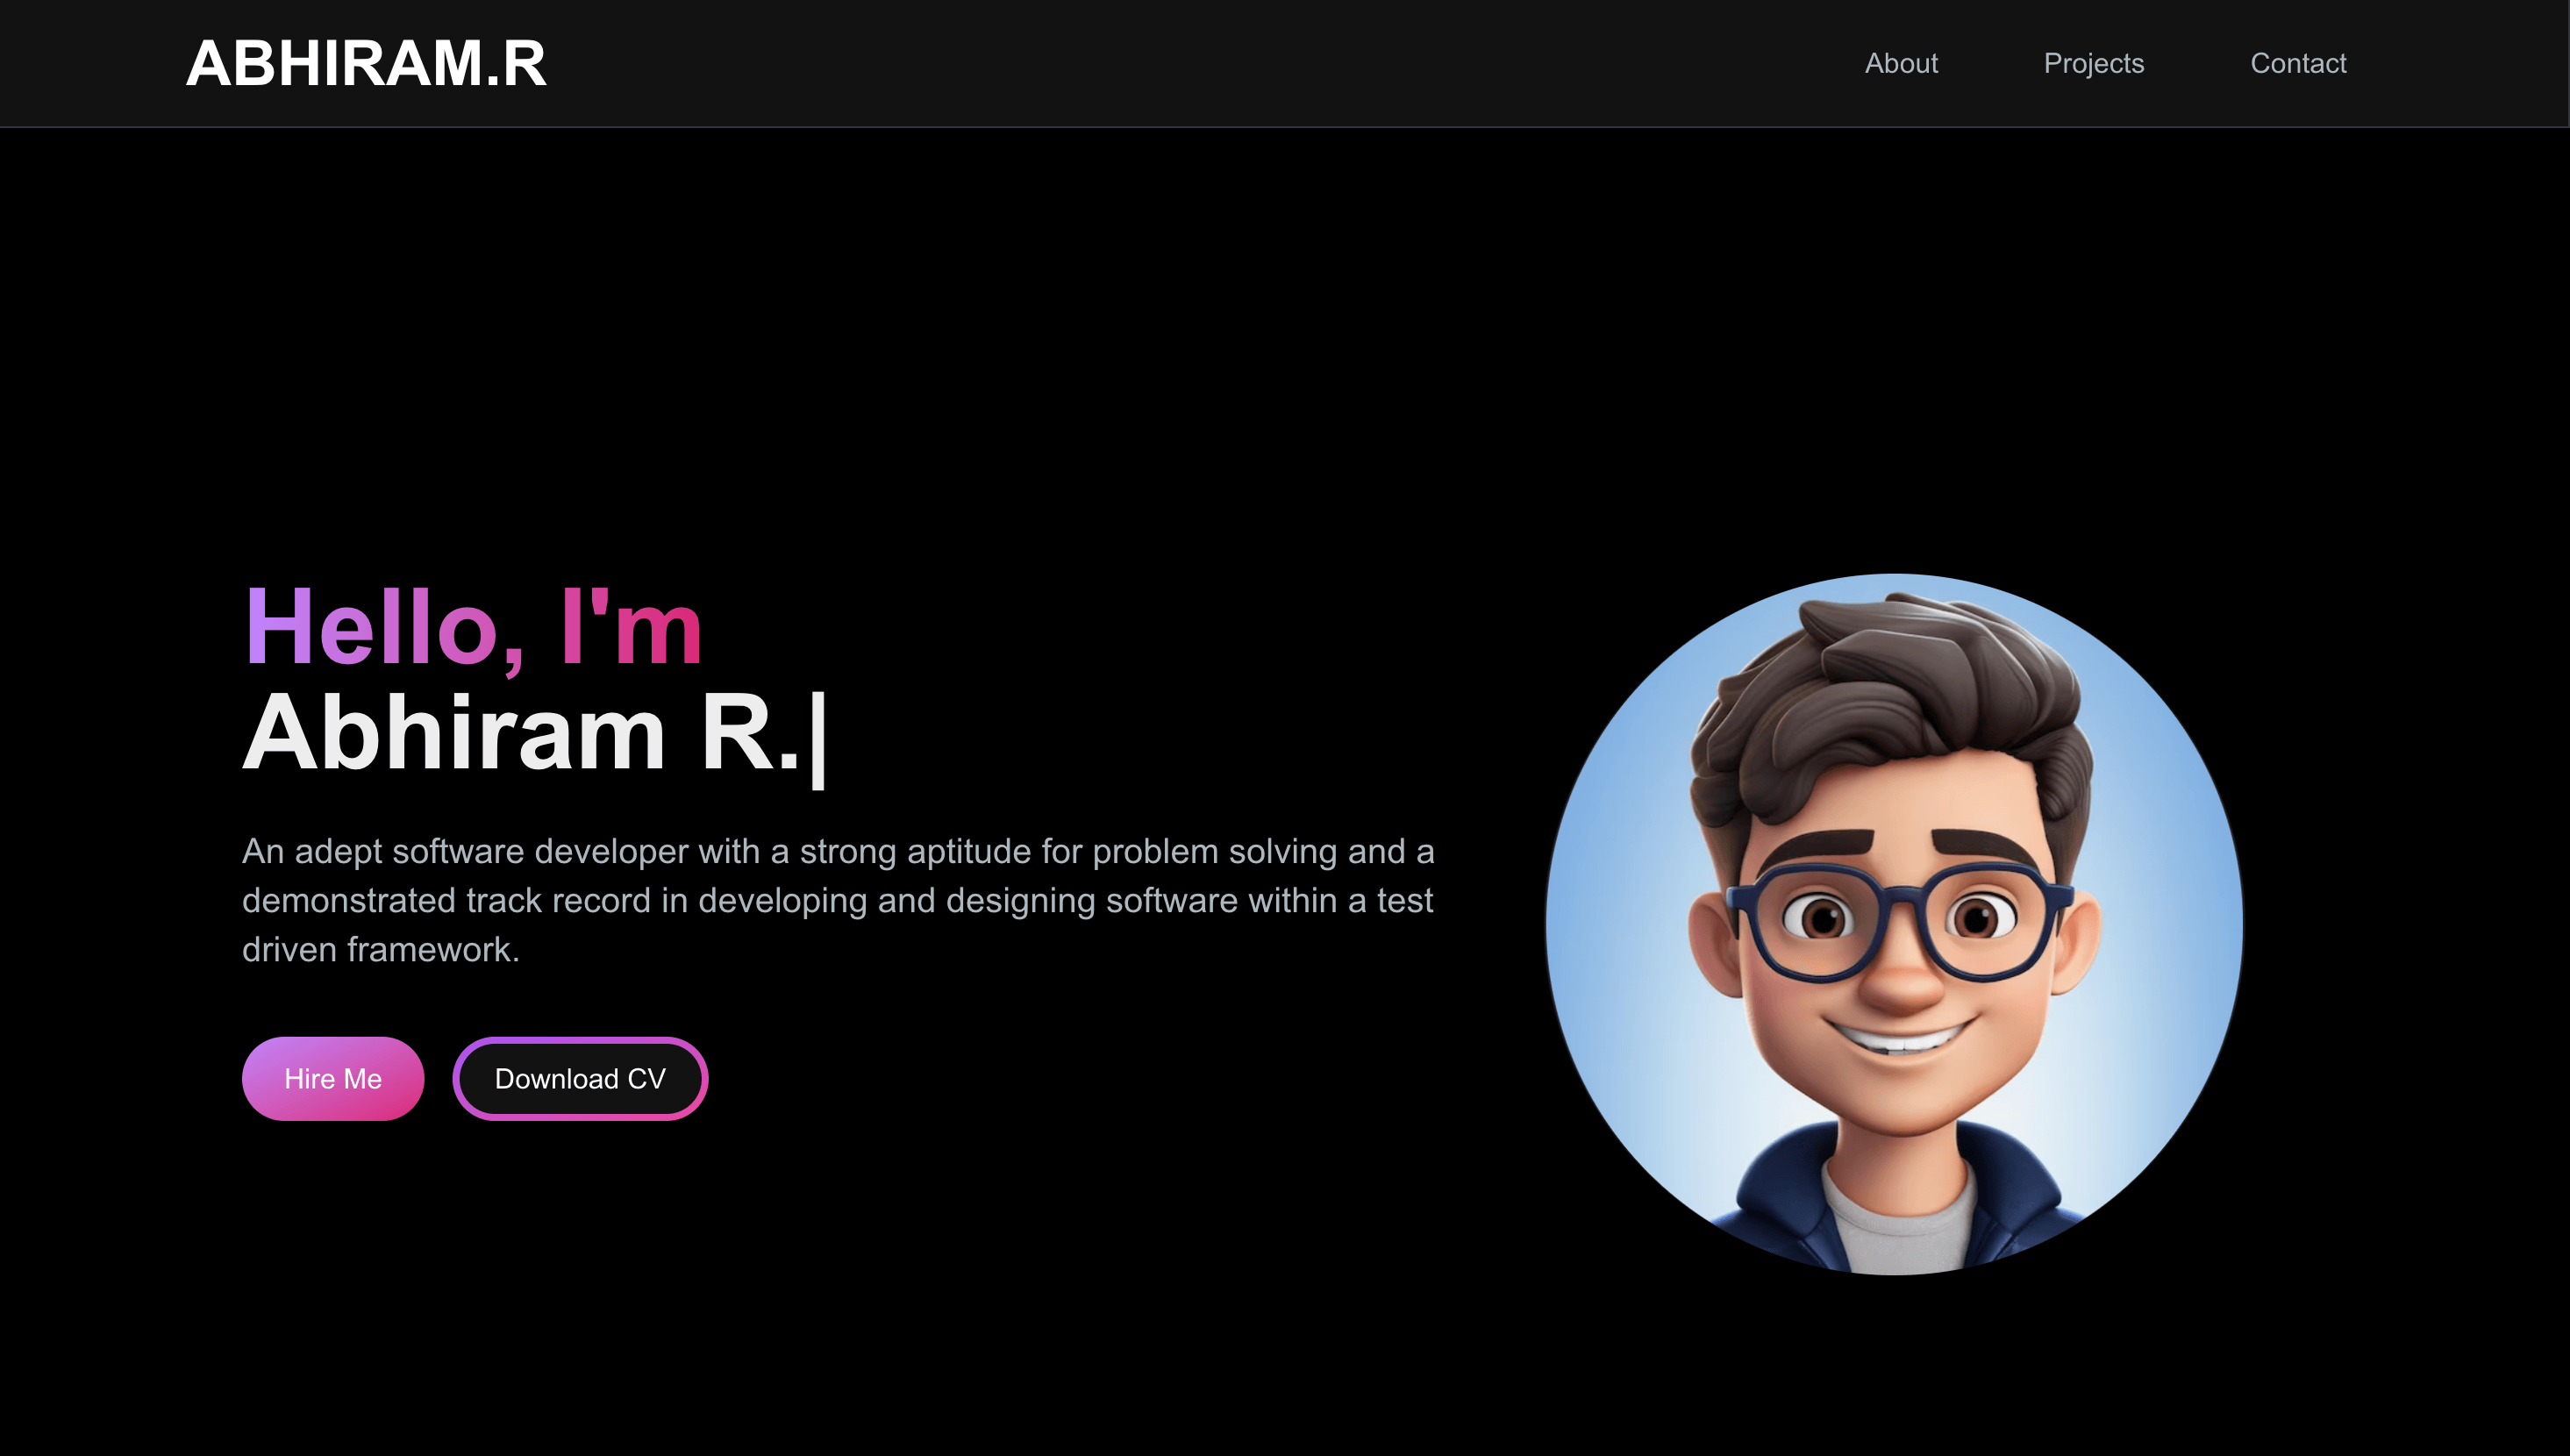 ABHIRAM.R
About
Projects
Contact
Hello, I'm
Abhiram R.|
An adept software developer with a strong aptitude for problem solving and a
demonstrated track record in developing and designing software within a test
driven framework.
Hire Me
Download CV